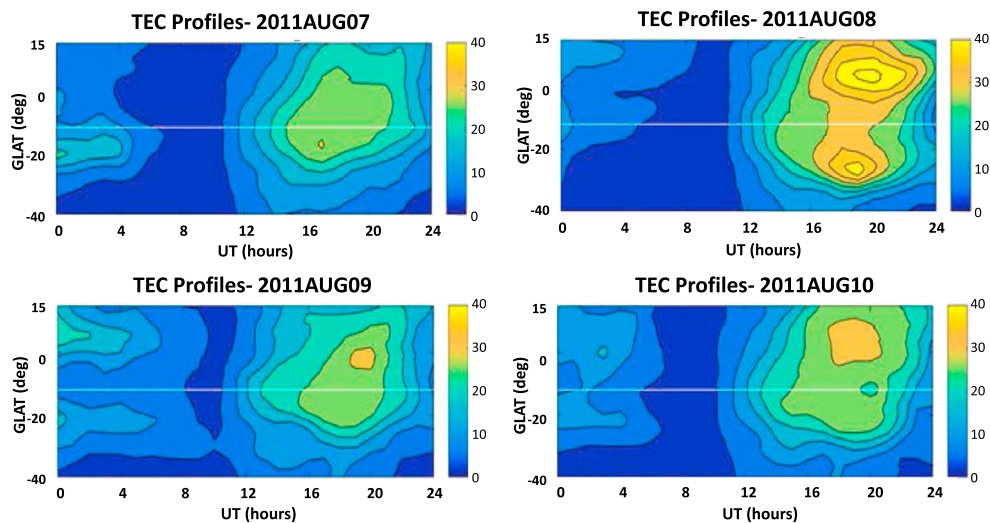 TEC Profiles- 2011AUG07
15
0
-20
-40
GLAT (deg)
0 4 8 12 16 20 24
UT (hours)
40
30
20
10
0
TEC Profiles- 2011AUG08
15
0
-20
-40
GLAT (deg)
0 4 8 12 16 20 24
UT (hours)
40
30
20
10
0
TEC Profiles- 2011AUG09
15
0
-20
-40
GLAT (deg)
0 4 8 12 16 20 24
UT (hours)
40
30
20
10
0
TEC Profiles- 2011AUG10
15
0
-20
-40
GLAT (deg)
0 4 8 12 16 20 24
UT (hours)
40
30
20
10
0